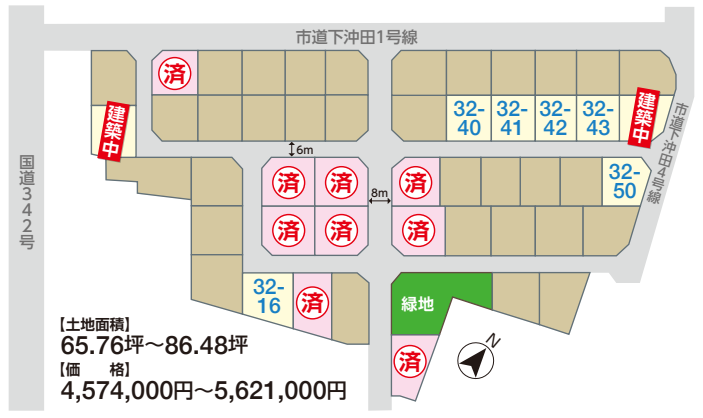 市道下沖田1号線
済
建築中
32-
40
32-
41
32-
42
32-
43
建築中
市道下沖田4号線
6m
国道342号
済
済
8m
済
32-
50
済
済
済
32-
16
済
緑地
済
N
【土地面積】
65.76坪～86.48坪
【価　格】
4,574,000円～5,621,000円